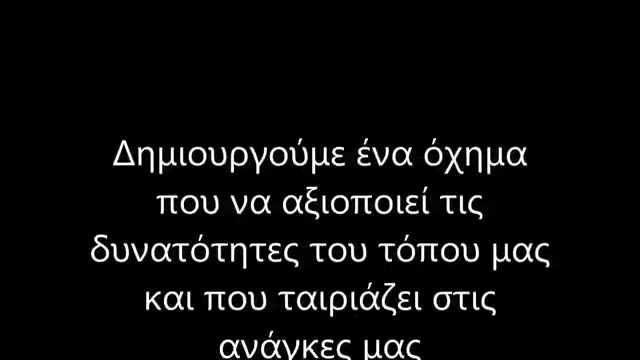 Δημιουργούμε ένα όχημα
που να αξιοποιεί τις
δυνατότητες του τόπου μας
και που ταιριάζει στις
ανάγκες μας